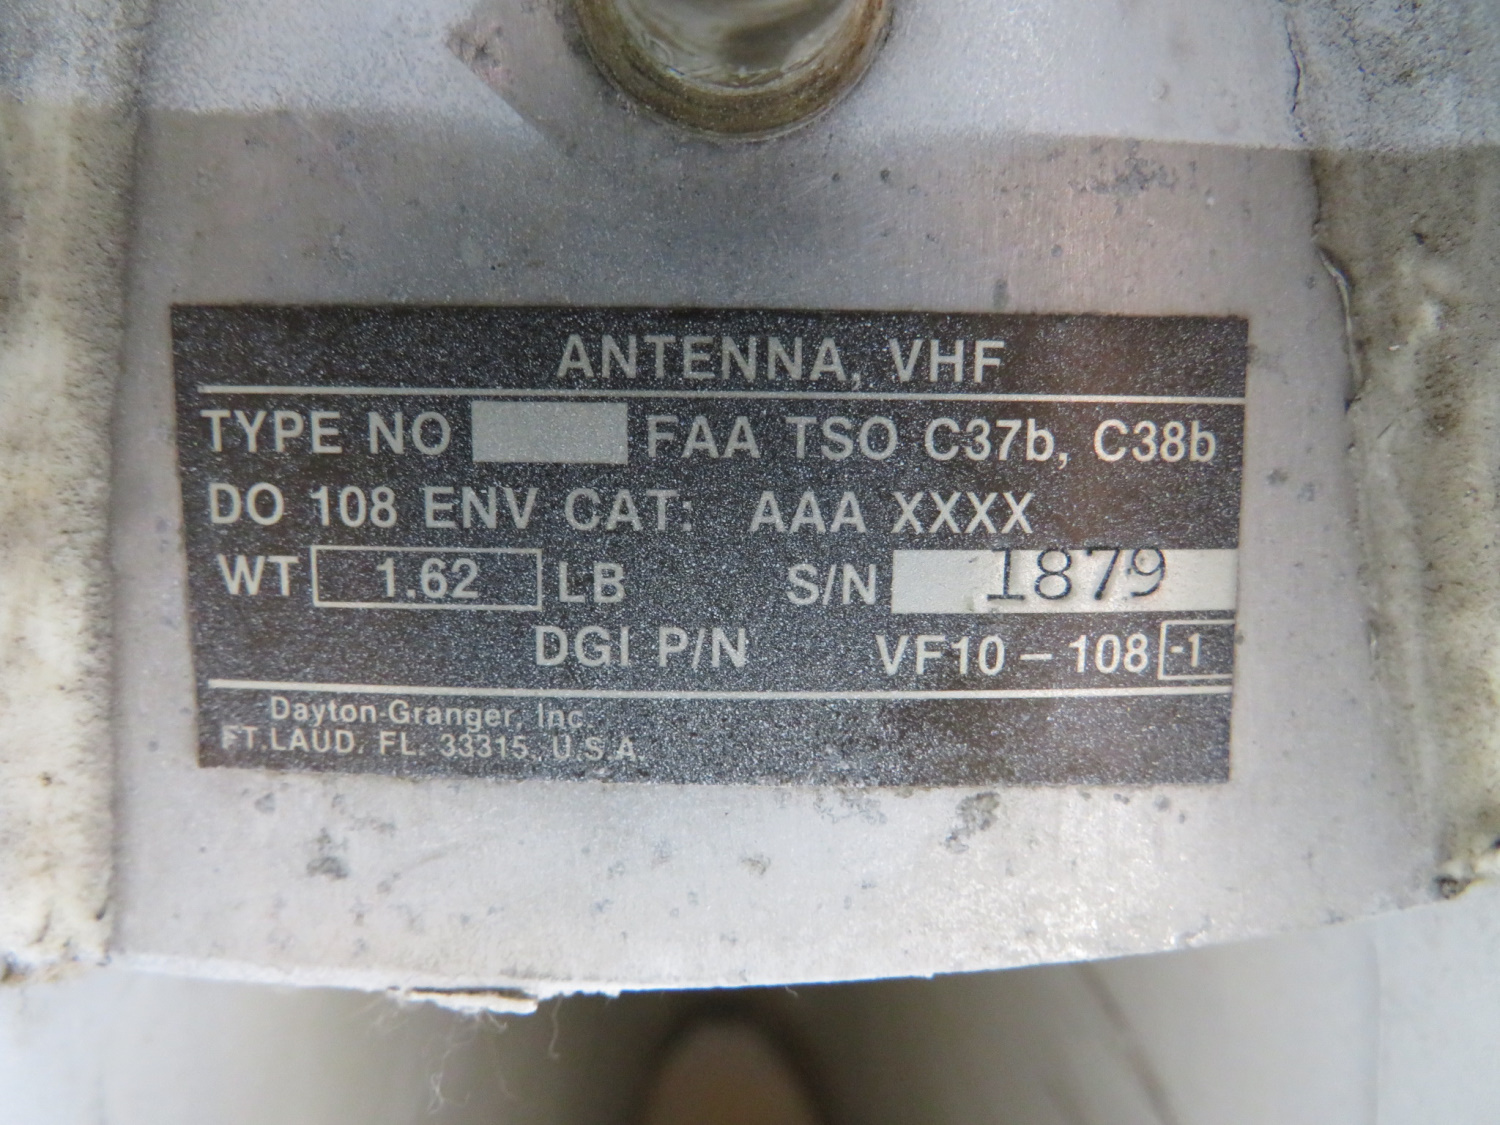 ANTENNA, VHF
TYPE NO FAA TSO C37b, C38b
DO 108 ENV CAT: AAA XXXX
WT 1.62 LB S/N 1879
DGI P/N VF10-108 -1
Dayton-Granger, Inc.
FT. LAUD. FL. 33315. U.S.A.